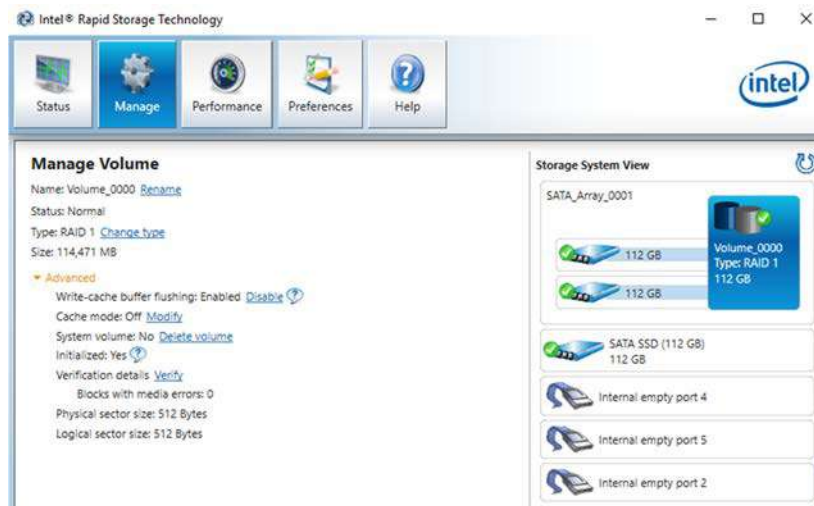 Intel® Rapid Storage Technology
Status
Manage
Performance
Preferences
Help
intel
Manage Volume
Name: Volume_0000 Rename
Status: Normal
Type: RAID 1 Change type
Size: 114,471 MB
Advanced
Write-cache buffer flushing: Enabled Disable ?
Cache mode: Off Modify
System volume: No Delete volume
Initialized: Yes ?
Verification details Verify
Blocks with media errors: 0
Physical sector size: 512 Bytes
Logical sector size: 512 Bytes
Storage System View
SATA_Array_0001
112 GB
112 GB
Volume_0000
Type: RAID 1
112 GB
SATA SSD (112 GB)
112 GB
Internal empty port 4
Internal empty port 5
Internal empty port 2